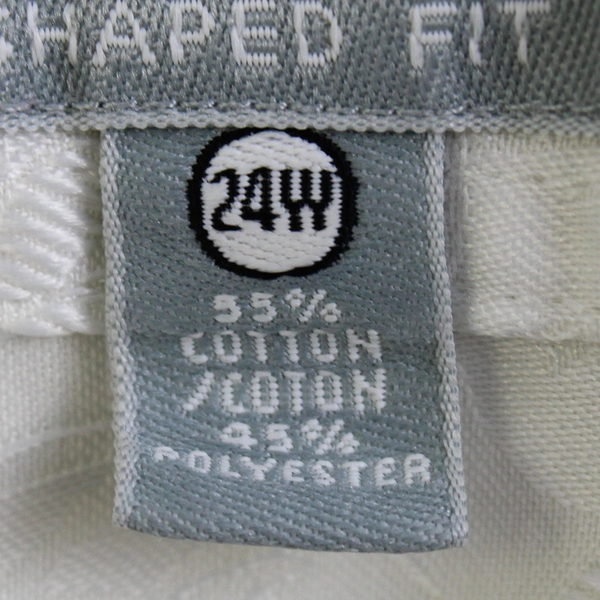 SHAPED FIT
24W
55%
COTTON
/COTON
45%
POLYESTER